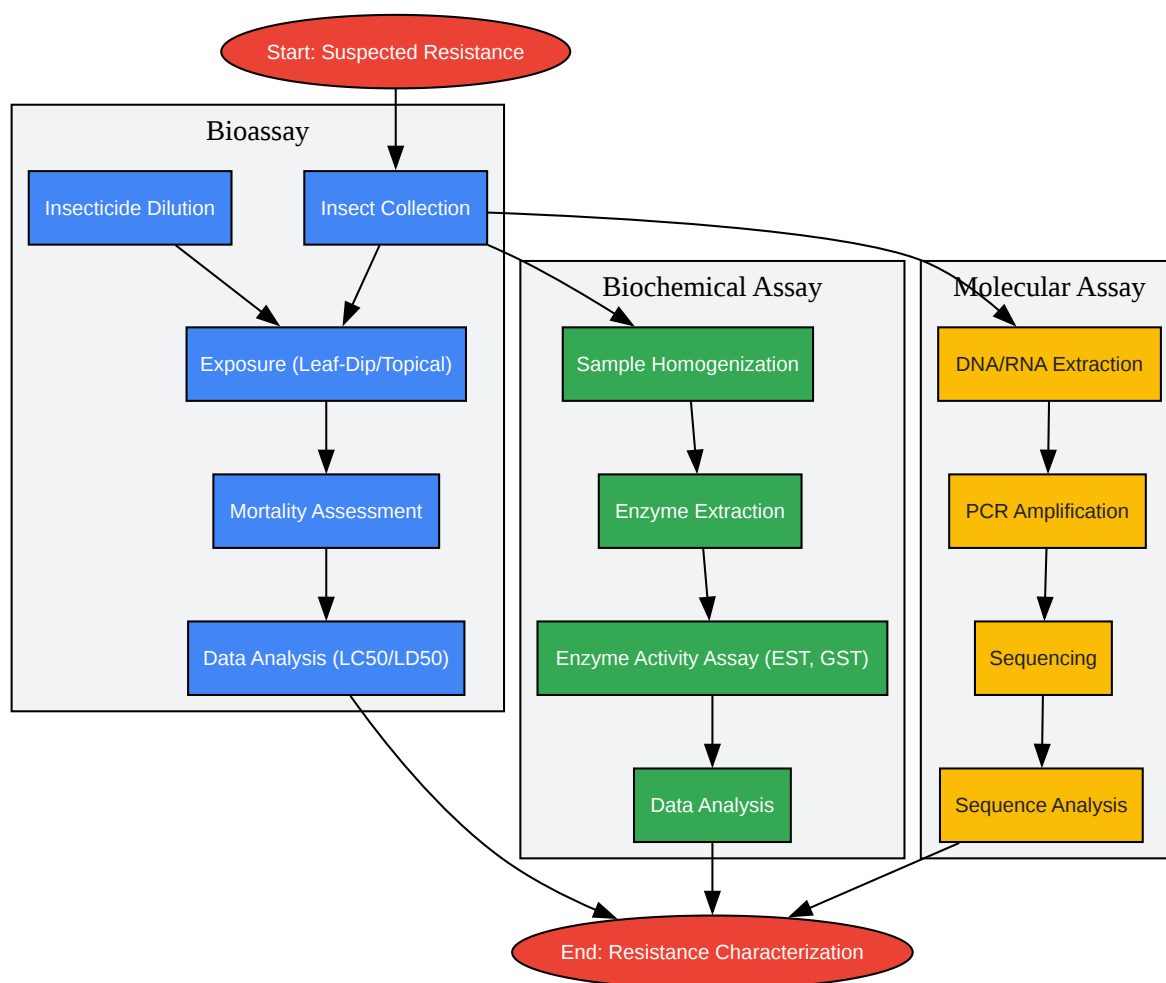 Start: Suspected Resistance
Bioassay
Insecticide Dilution
Insect Collection
Exposure (Leaf-Dip/Topical)
Mortality Assessment
Data Analysis (LC50/LD50)
Biochemical Assay
Sample Homogenization
Enzyme Extraction
Enzyme Activity Assay (EST, GST)
Data Analysis
Molecular Assay
DNA/RNA Extraction
PCR Amplification
Sequencing
Sequence Analysis
End: Resistance Characterization